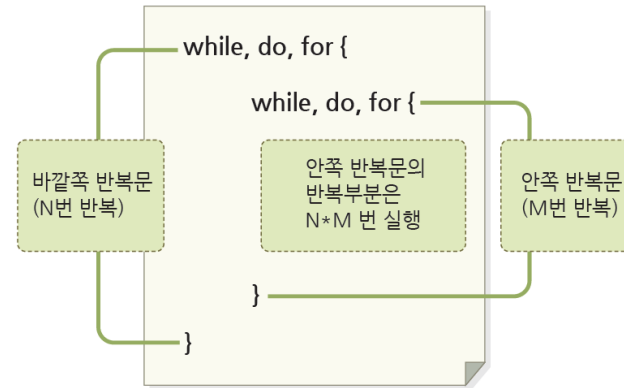 while, do, for {
while, do, for {
바깥쪽 반복문
(N번 반복)
안쪽 반복문의
반복부분은
N*M 번 실행
안쪽 반복문
(M번 반복)
}
}